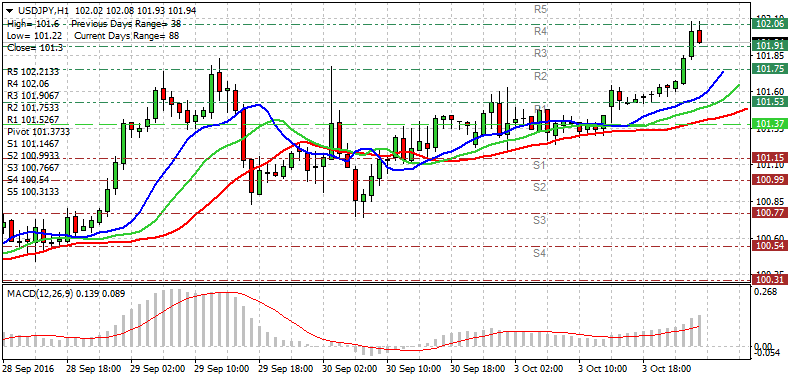 USDJPY,H1 102.02 102.08 101.93 101.94
High= 101.6 Previous Days Range= 38
Low= 101.22 Current Days Range= 88
Close= 101.3
R5 102.2133
R4 102.06
R3 101.9067
R2 101.7533
R1 101.5267
Pivot 101.3733
S1 101.1467
S2 100.9933
S3 100.7667
S4 100.54
S5 100.3133
R5
R4
R3
R2
R1
S1
S2
S3
S4
102.06
101.91
101.85
101.75
101.60
101.53
101.37
101.15
100.99
100.85
100.77
100.60
100.54
100.31
MACD(12,26,9) 0.139 0.089
0.268
0.00
-0.054
28 Sep 2016
28 Sep 18:00
29 Sep 02:00
29 Sep 10:00
29 Sep 18:00
30 Sep 02:00
30 Sep 10:00
30 Sep 18:00
3 Oct 02:00
3 Oct 10:00
3 Oct 18:00